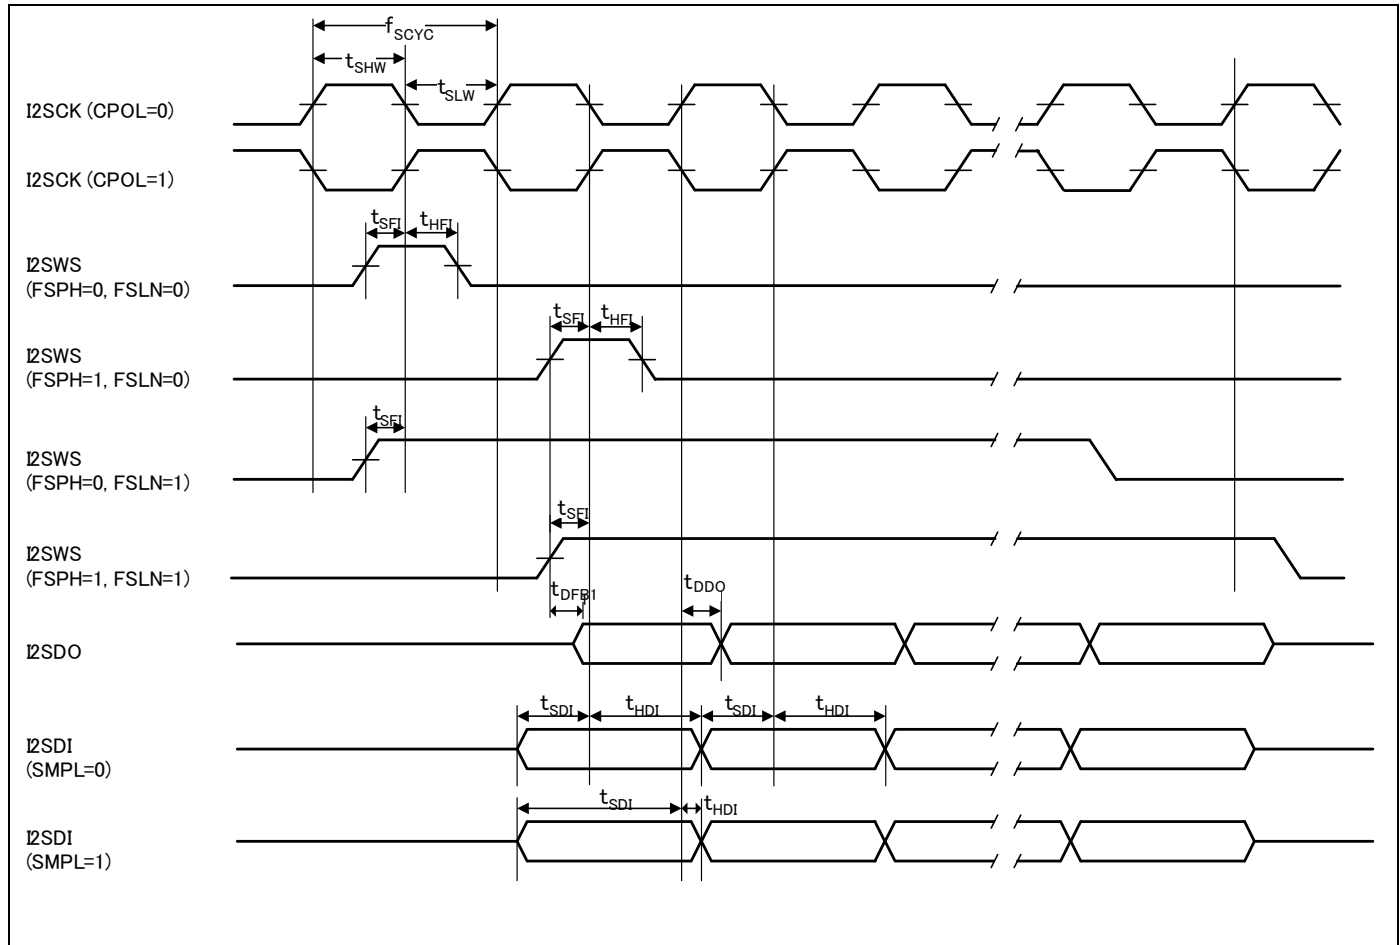 fSCYC
tSHW
tSLW
I2SCK (CPOL=0)
I2SCK (CPOL=1)
tSFI tHFI
I2SWS
(FSPH=0, FSLN=0)
tSFI tHFI
I2SWS
(FSPH=1, FSLN=0)
tSFI
I2SWS
(FSPH=0, FSLN=1)
tSFI
I2SWS
(FSPH=1, FSLN=1)
tDFB1 tDDO
I2SDO
tSDI tHDI tSDI tHDI
I2SDI
(SMPL=0)
tSDI tHDI
I2SDI
(SMPL=1)